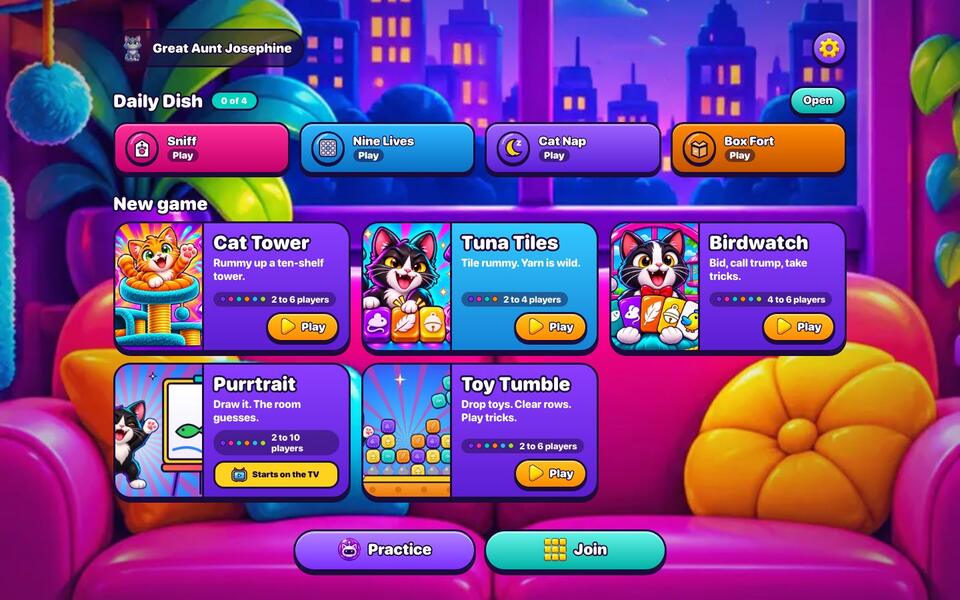 Great Aunt Josephine
Daily Dish
0 of 4
Open
Sniff
Play
Nine Lives
Play
Cat Nap
Play
Box Fort
Play
New game
Cat Tower
Rummy up a ten-shelf
tower.
2 to 6 players
Play
Tuna Tiles
Tile rummy. Yarn is wild.
2 to 4 players
Play
Birdwatch
Bid, call trump, take
tricks.
4 to 6 players
Play
Purrtrait
Draw it. The room
guesses.
2 to 10
players
Starts on the TV
Toy Tumble
Drop toys. Clear rows.
Play tricks.
2 to 6 players
Play
Practice
Join